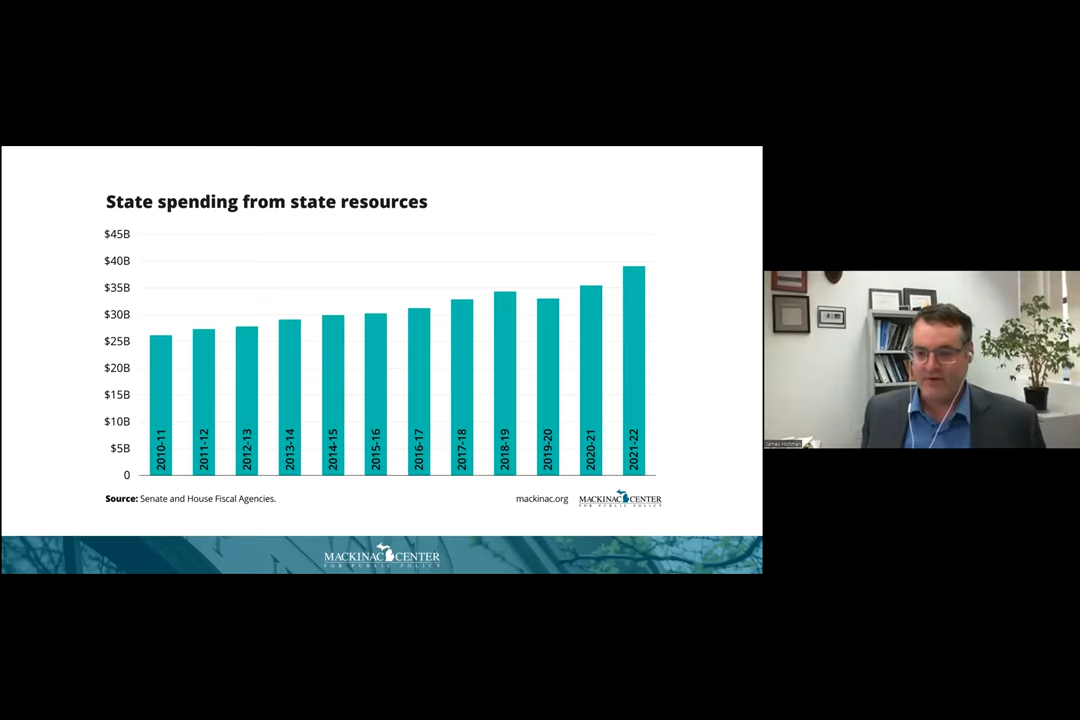 State spending from state resources
$45B
$40B
$35B
$30B
$25B
$20B
$15B
$10B
$5B
0
2010-11
2011-12
2012-13
2013-14
2014-15
2015-16
2016-17
2017-18
2018-19
2019-20
2020-21
2021-22
Source: Senate and House Fiscal Agencies.
mackinac.org
MACKINAC CENTER
FOR PUBLIC POLICY
MACKINAC CENTER
FOR PUBLIC POLICY
James Hohman